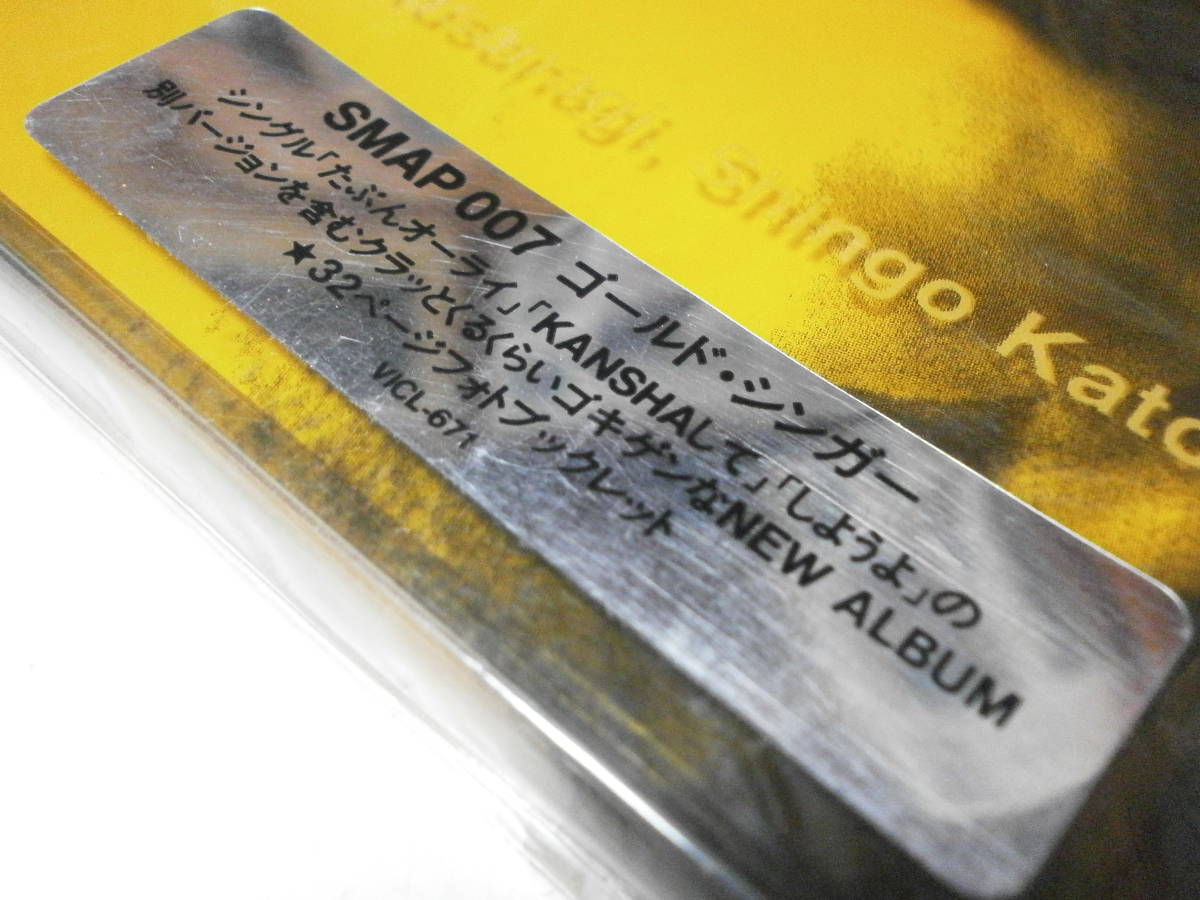 usanagi, Shingo Kato
SMAP 007 ゴールド・シンガー
シングル「たぶんオーライ」「KANSHAして」「しようよ」の
別バージョンを含むクラッとくるくらいゴキゲンなNEW ALBUM
★32ページフォトブックレット
VICL-671